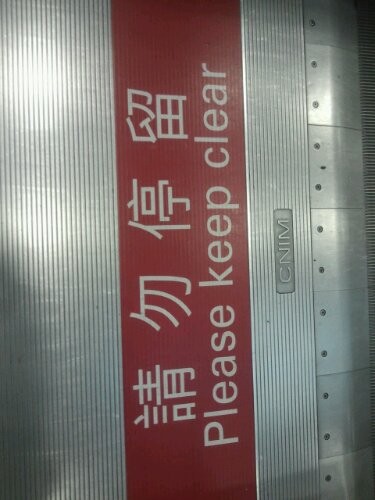 請勿停留
Please keep clear
CNIM